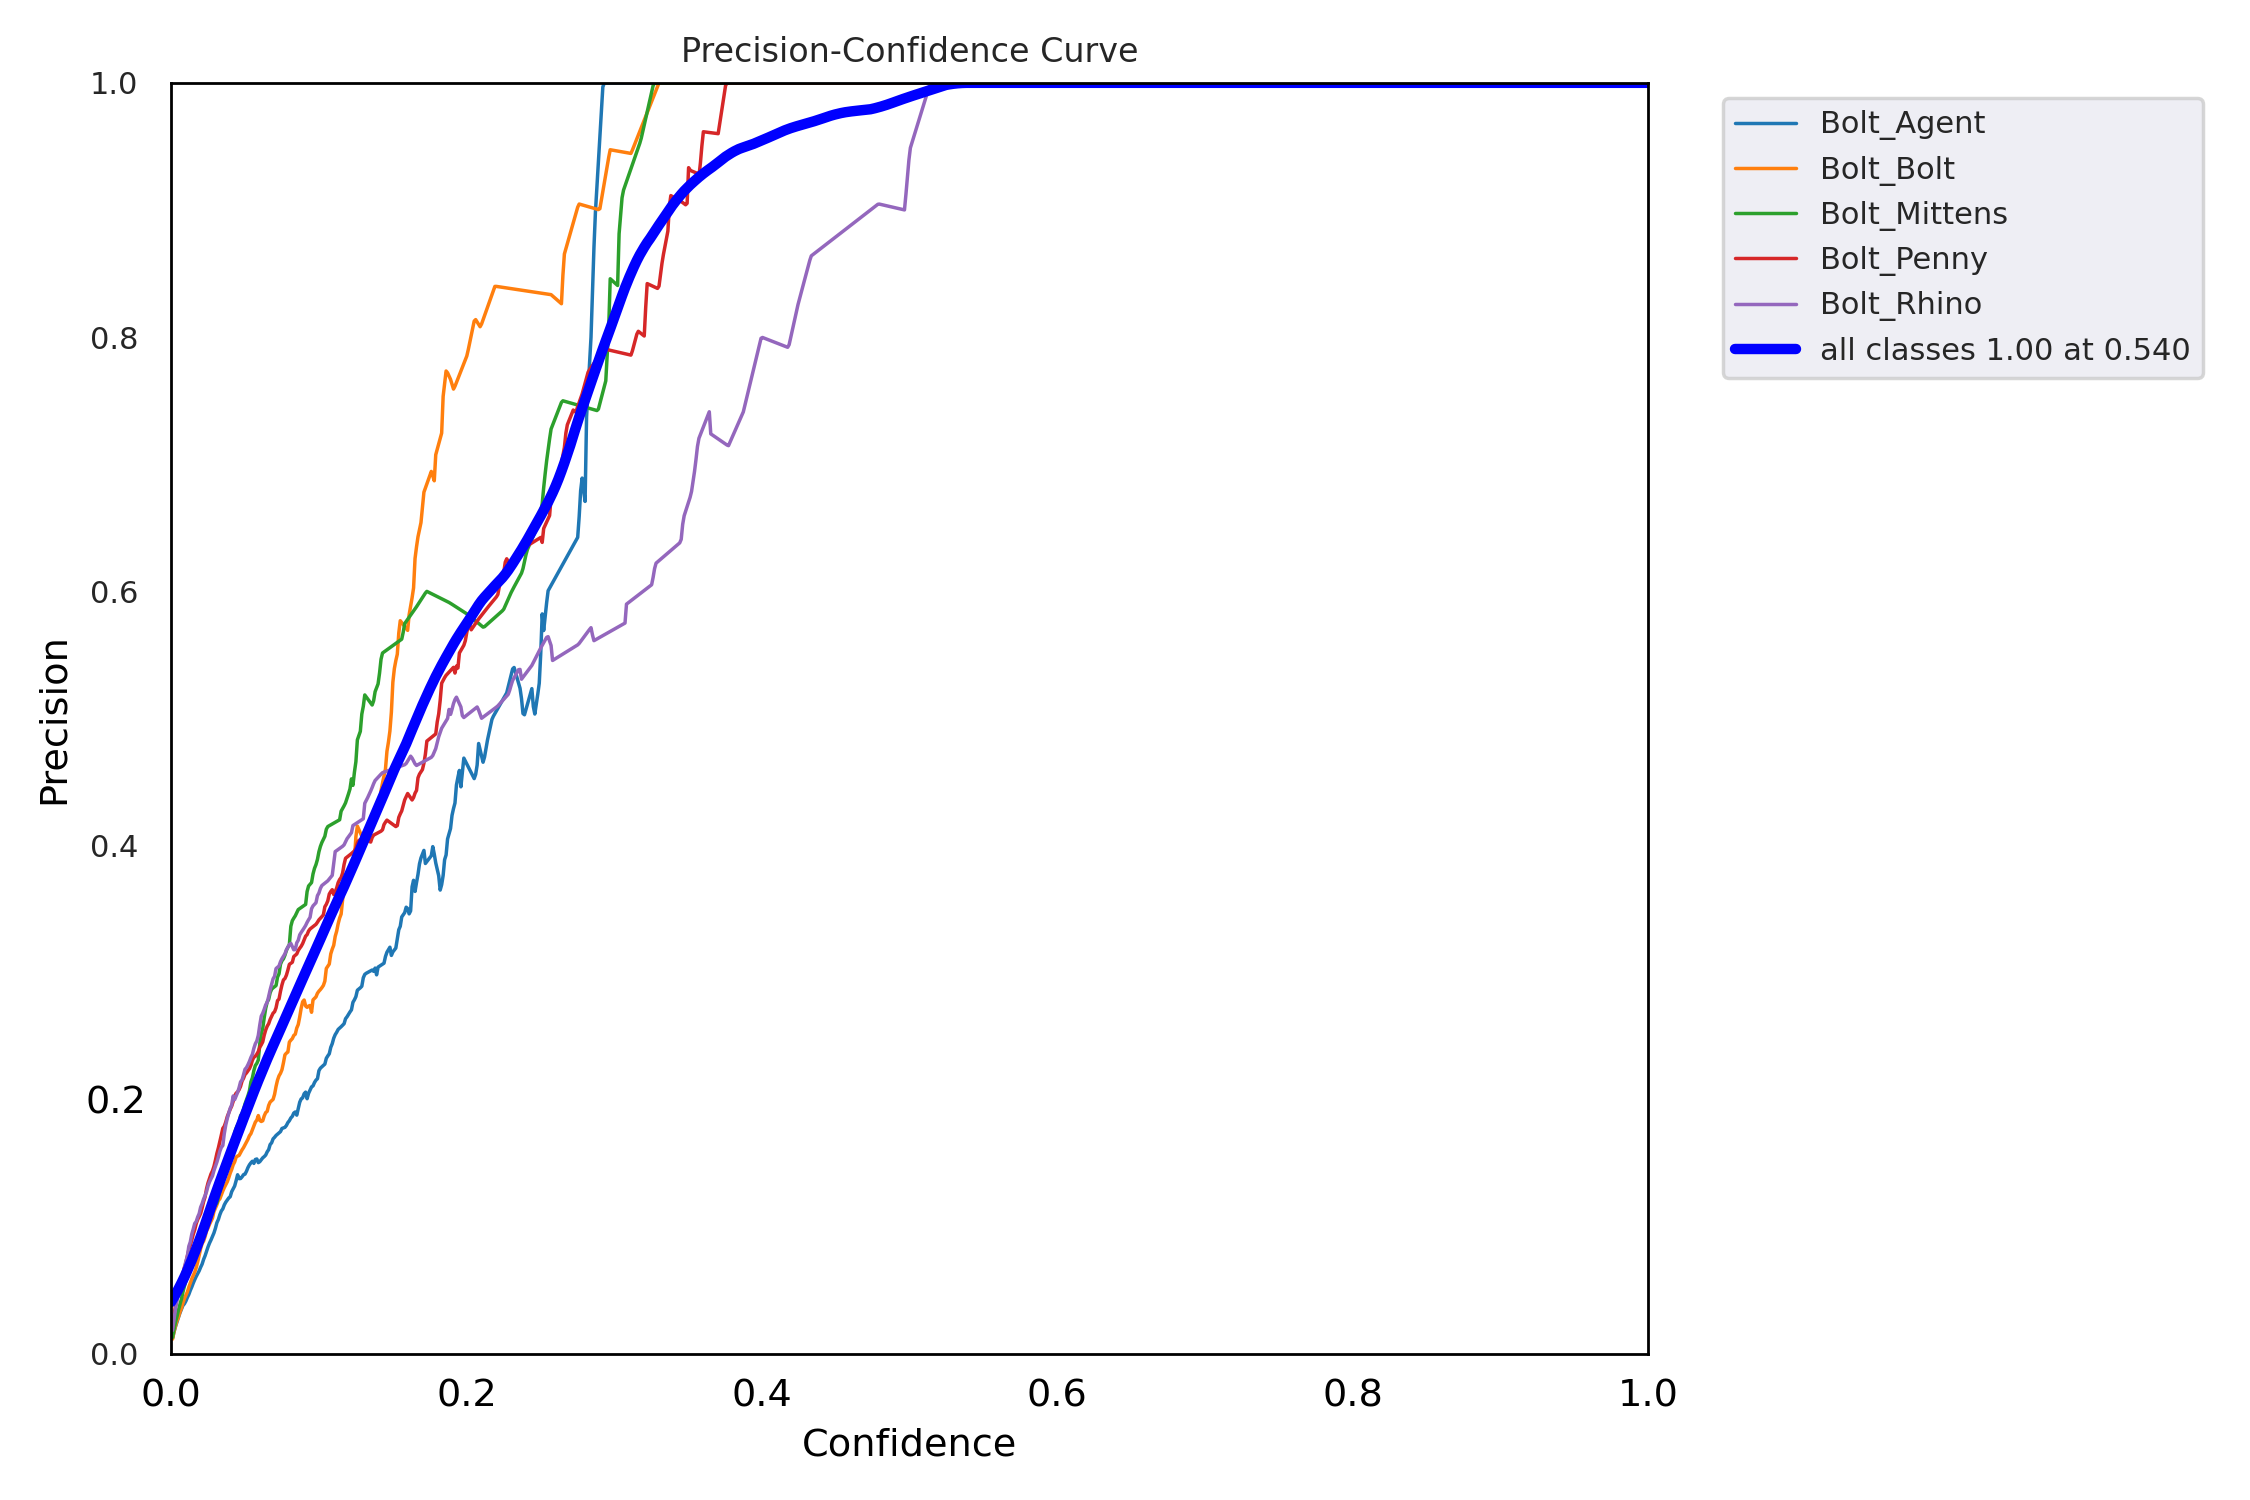 Precision-Confidence Curve
1.0
0.8
0.6
0.4
0.2
0.0
Precision
0.0 0.2 0.4 0.6 0.8 1.0
Confidence
Bolt_Agent
Bolt_Bolt
Bolt_Mittens
Bolt_Penny
Bolt_Rhino
all classes 1.00 at 0.540